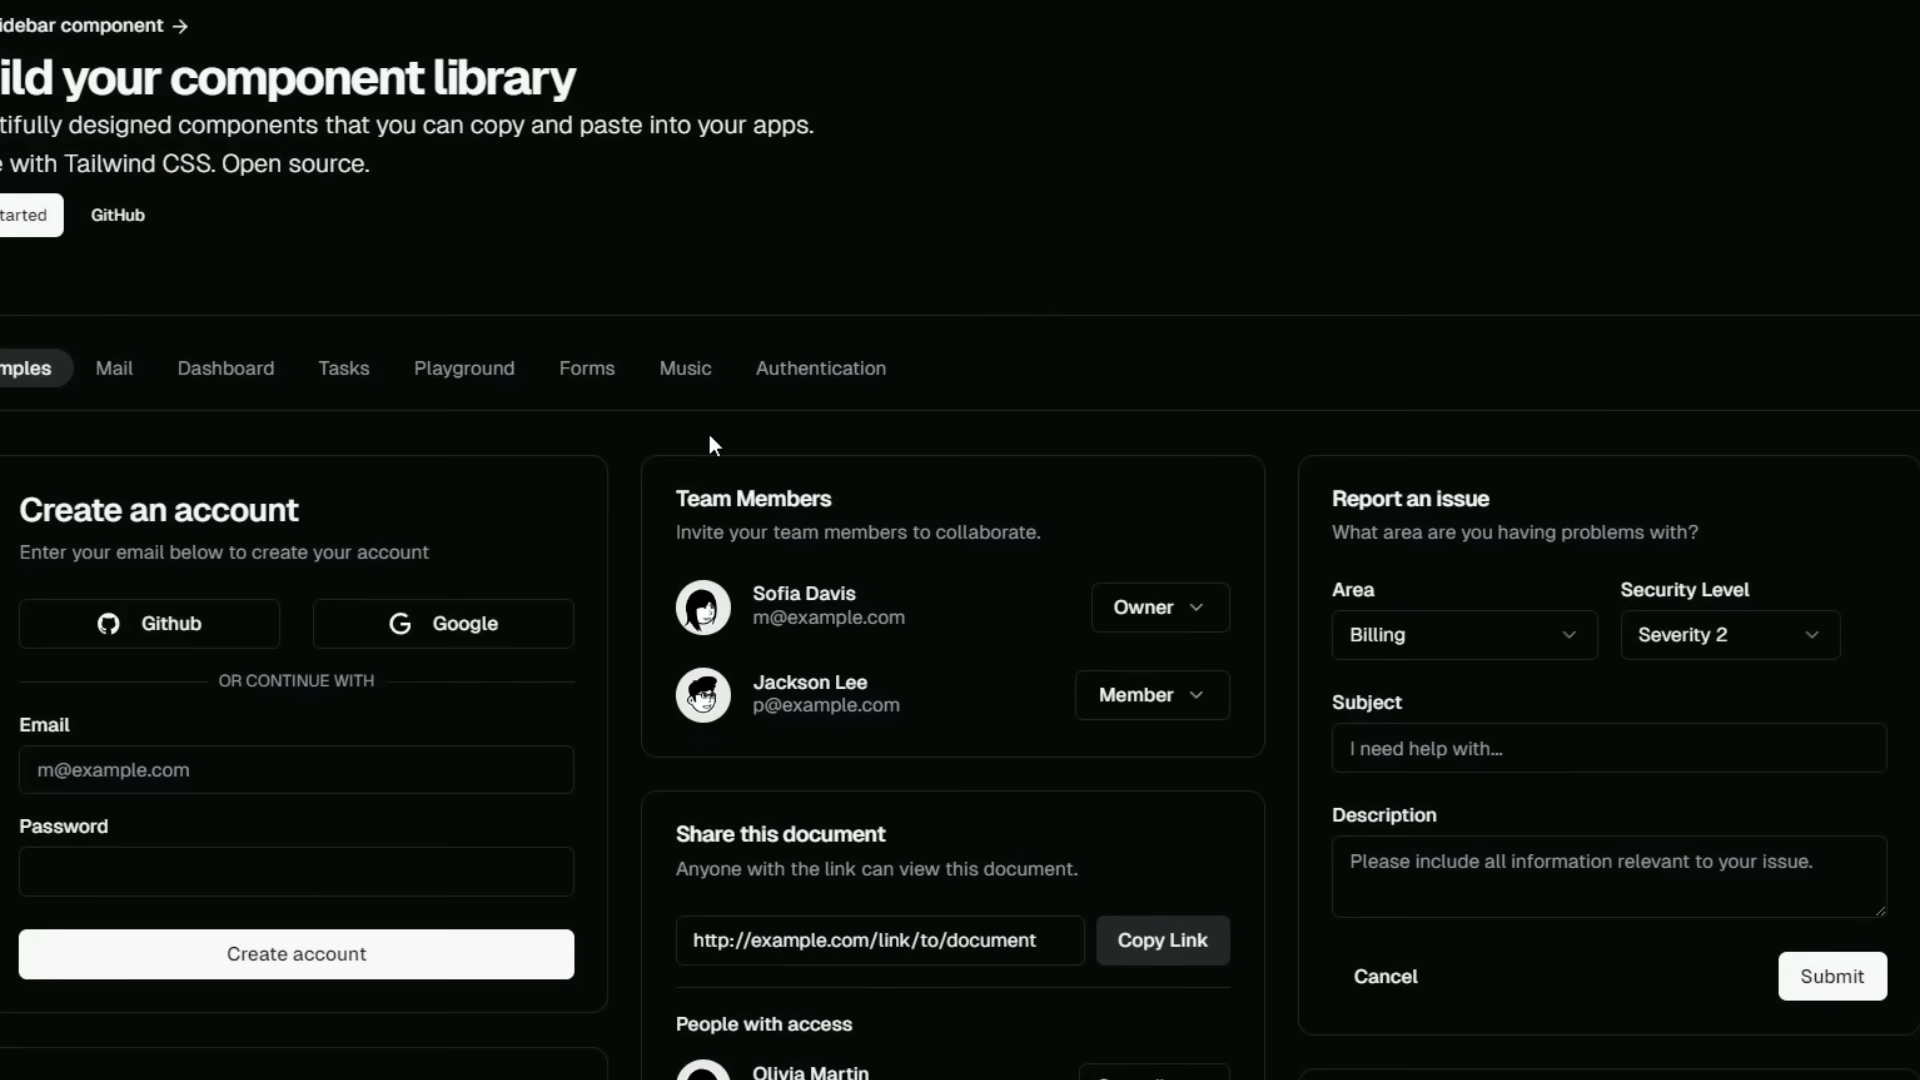 idebar component →
ild your component library
tifully designed components that you can copy and paste into your apps.
e with Tailwind CSS. Open source.
tarted
GitHub
mples
Mail
Dashboard
Tasks
Playground
Forms
Music
Authentication
Create an account
Enter your email below to create your account
Github
Google
OR CONTINUE WITH
Email
m@example.com
Password
Create account
Team Members
Invite your team members to collaborate.
Sofia Davis
m@example.com
Owner
Jackson Lee
p@example.com
Member
Share this document
Anyone with the link can view this document.
http://example.com/link/to/document
Copy Link
People with access
Olivia Martin
Report an issue
What area are you having problems with?
Area
Security Level
Billing
Severity 2
Subject
I need help with...
Description
Please include all information relevant to your issue.
Cancel
Submit